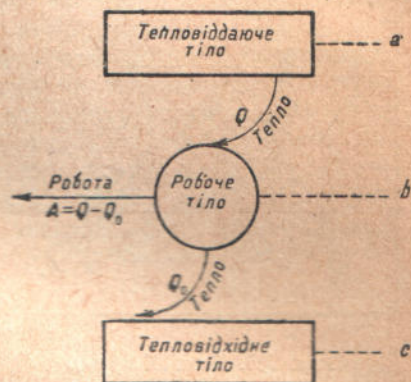 Тепловіддаюче
тіло
a
Q
Тепло
Робота
A=Q-Q₀
Робоче
тіло
b
Q₀
Тепло
Тепловідхідне
тіло
c